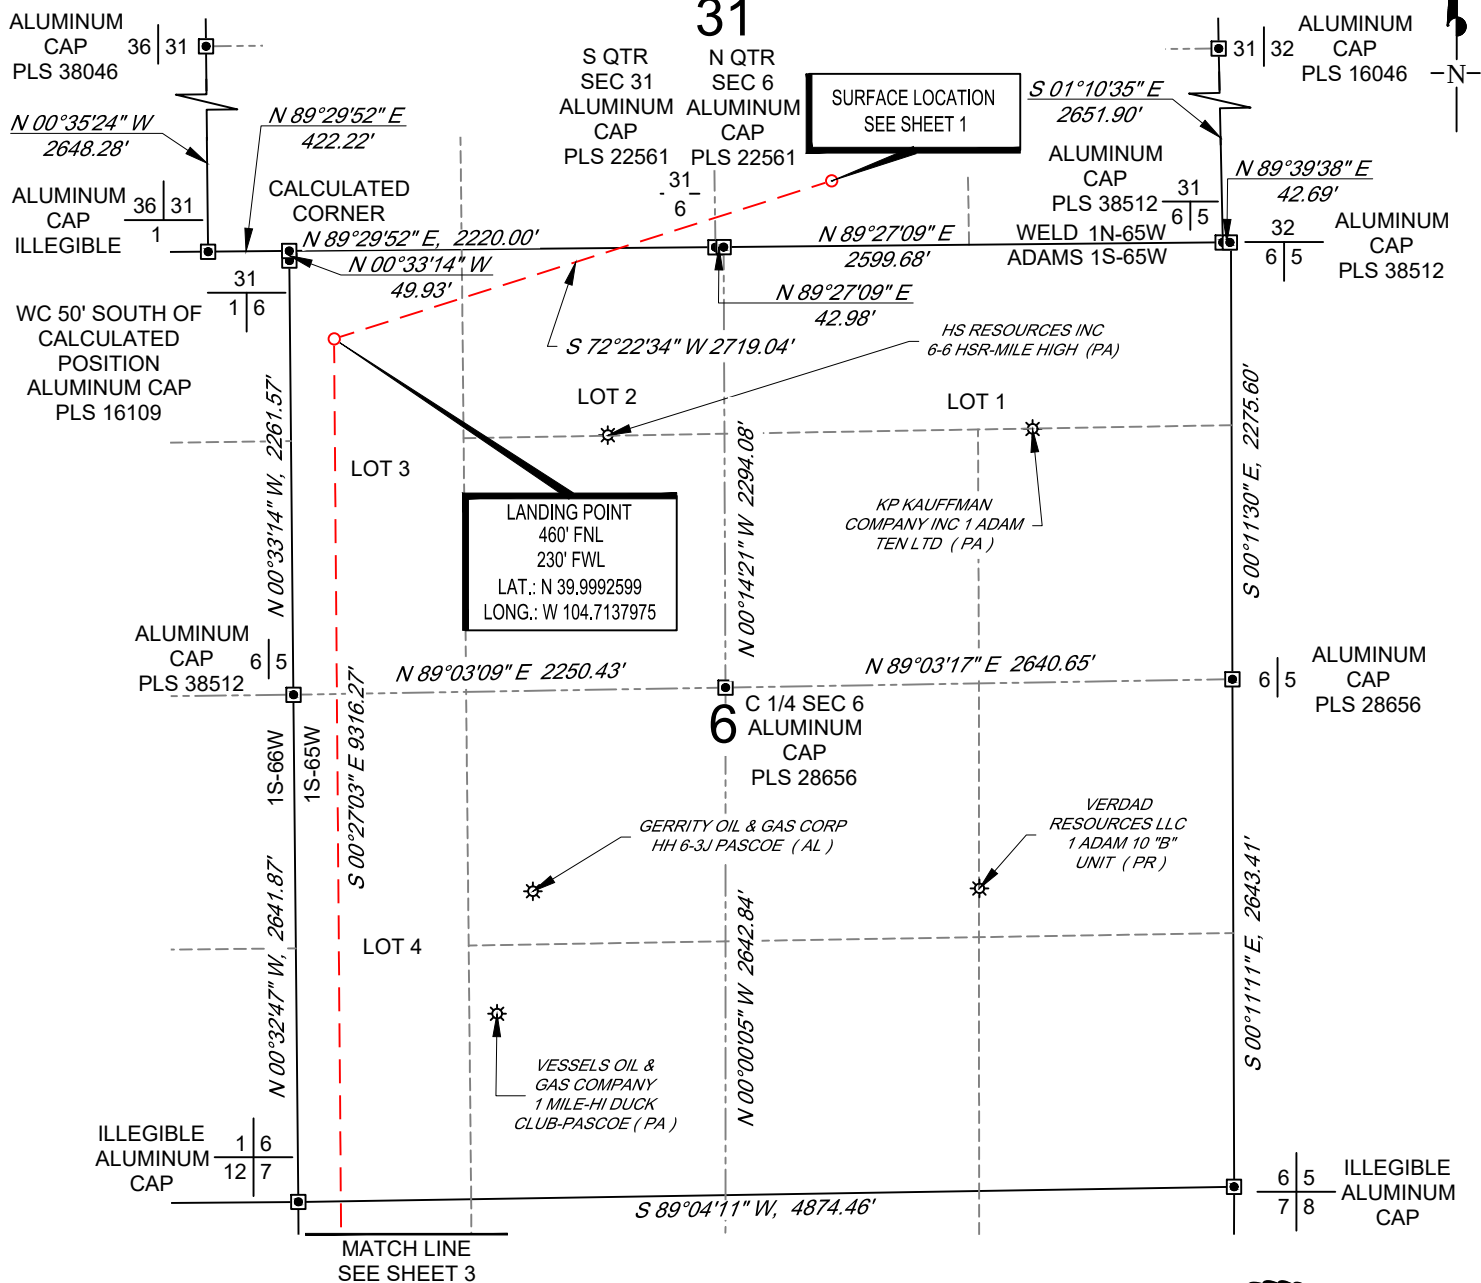 31
ALUMINUM
CAP
PLS 38046
36 31
S QTR
SEC 31
ALUMINUM
CAP
PLS 22561
N QTR
SEC 6
ALUMINUM
CAP
PLS 22561
31
6
SURFACE LOCATION
SEE SHEET 1
31 32
ALUMINUM
CAP
PLS 16046
-N-
N 00°35'24" W
2648.28'
N 89°29'52" E
422.22'
S 01°10'35" E
2651.90'
ALUMINUM
CAP
ILLEGIBLE
36 31
1
CALCULATED
CORNER
ALUMINUM
CAP
PLS 38512
31
6 5
N 89°39'38" E
42.69'
32
6 5
ALUMINUM
CAP
PLS 38512
N 89°29'52" E, 2220.00'
N 00°33'14" W
49.93'
N 89°27'09" E
2599.68'
WELD 1N-65W
ADAMS 1S-65W
31
1 6
WC 50' SOUTH OF
CALCULATED
POSITION
ALUMINUM CAP
PLS 16109
N 89°27'09" E
42.98'
S 72°22'34" W 2719.04'
HS RESOURCES INC
6-6 HSR-MILE HIGH (PA)
LOT 2
LOT 1
LOT 3
N 00°33'14" W, 2261.57'
N 00°14'21" W 2294.08'
S 00°11'30" E, 2275.60'
LANDING POINT
460' FNL
230' FWL
LAT.: N 39.9992599
LONG.: W 104.7137975
KP KAUFFMAN
COMPANY INC 1 ADAM
TEN LTD ( PA )
ALUMINUM
CAP
PLS 38512
6 5
N 89°03'09" E 2250.43'
N 89°03'17" E 2640.65'
6 5
ALUMINUM
CAP
PLS 28656
6
C 1/4 SEC 6
ALUMINUM
CAP
PLS 28656
1S-66W
1S-65W
S 00°27'03" E 9316.27'
GERRITY OIL & GAS CORP
HH 6-3J PASCOE ( AL )
VERDAD
RESOURCES LLC
1 ADAM 10 "B"
UNIT ( PR )
N 00°32'47" W, 2641.87'
LOT 4
N 00°00'05" W 2642.84'
S 00°11'11" E, 2643.41'
VESSELS OIL &
GAS COMPANY
1 MILE-HI DUCK
CLUB-PASCOE ( PA )
ILLEGIBLE
ALUMINUM
CAP
1 6
12 7
S 89°04'11" W, 4874.46'
6 5
7 8
ILLEGIBLE
ALUMINUM
CAP
MATCH LINE
SEE SHEET 3